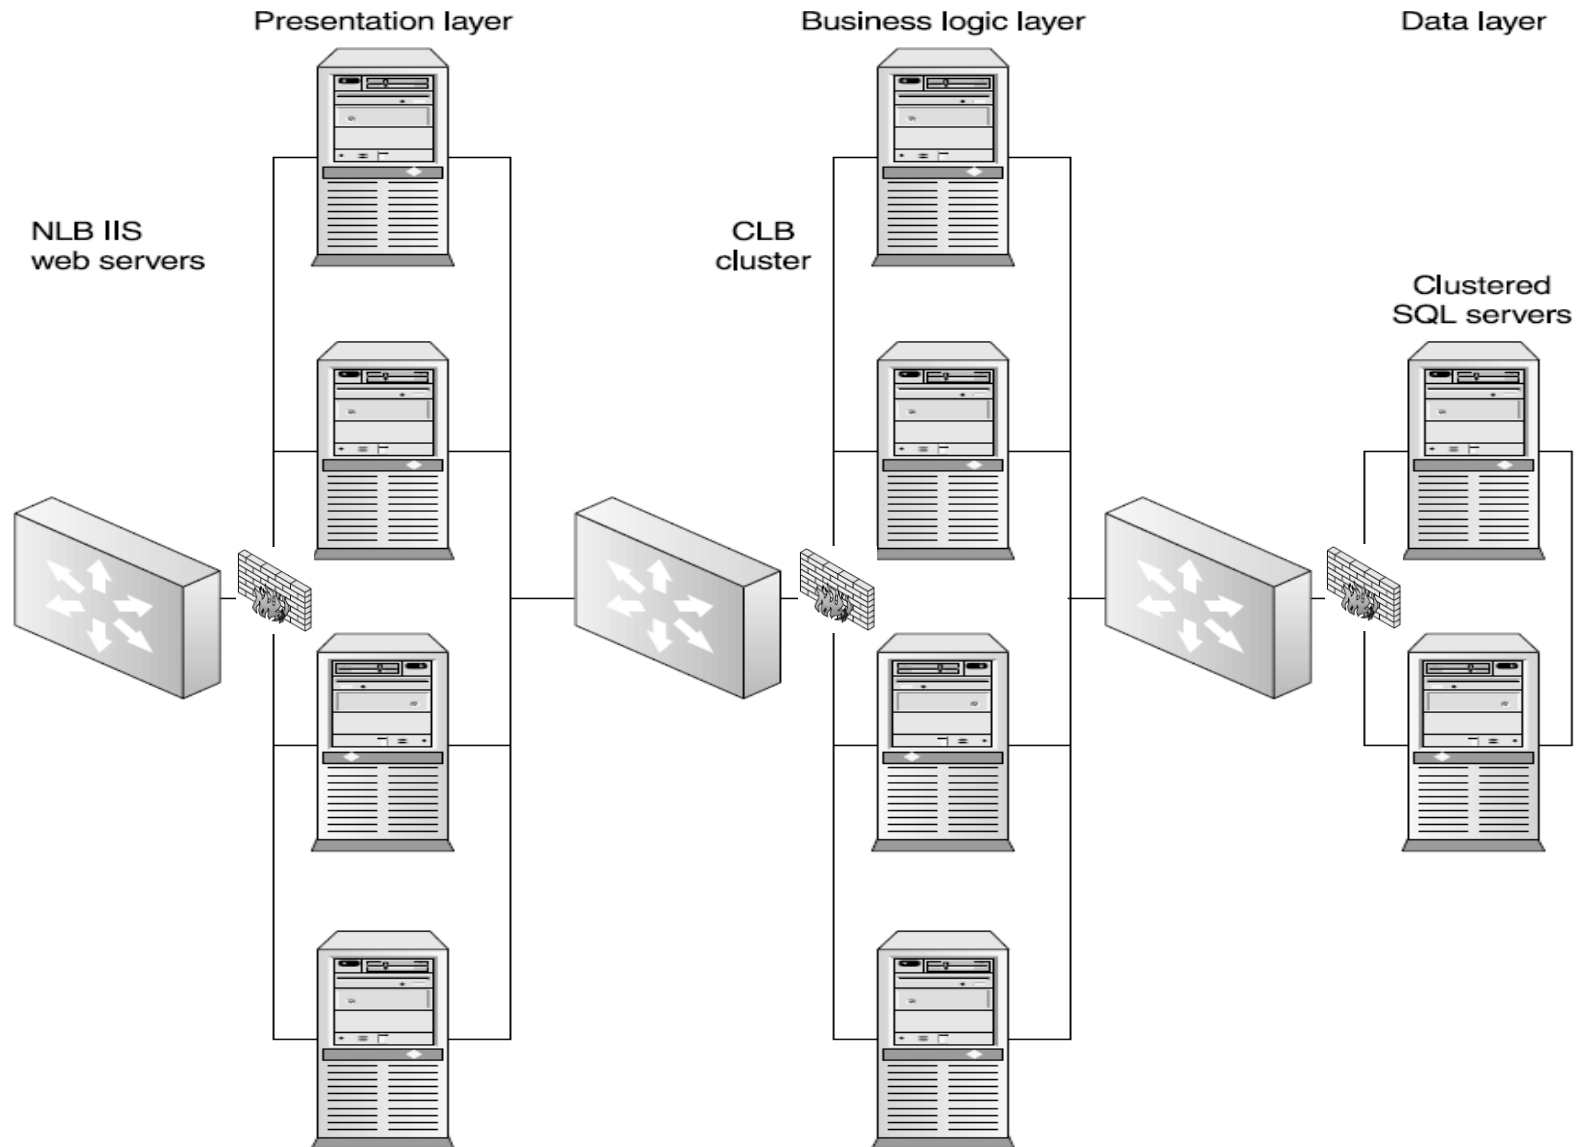 Presentation layer
Business logic layer
Data layer
NLB IIS
web servers
CLB
cluster
Clustered
SQL servers